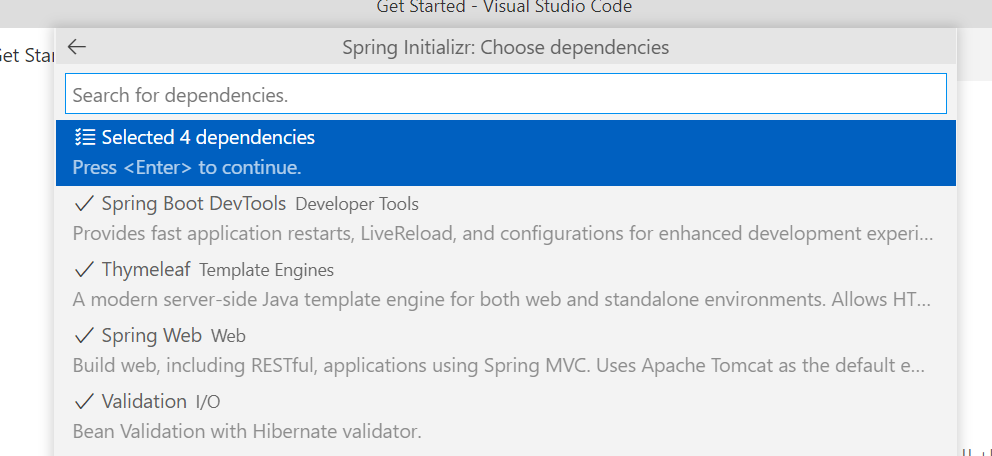 Get Started - Visual Studio Code
Spring Initializr: Choose dependencies
Search for dependencies.
Selected 4 dependencies
Press <Enter> to continue.
Spring Boot DevTools Developer Tools
Provides fast application restarts, LiveReload, and configurations for enhanced development experi...
Thymeleaf Template Engines
A modern server-side Java template engine for both web and standalone environments. Allows HT...
Spring Web Web
Build web, including RESTful, applications using Spring MVC. Uses Apache Tomcat as the default e...
Validation I/O
Bean Validation with Hibernate validator.